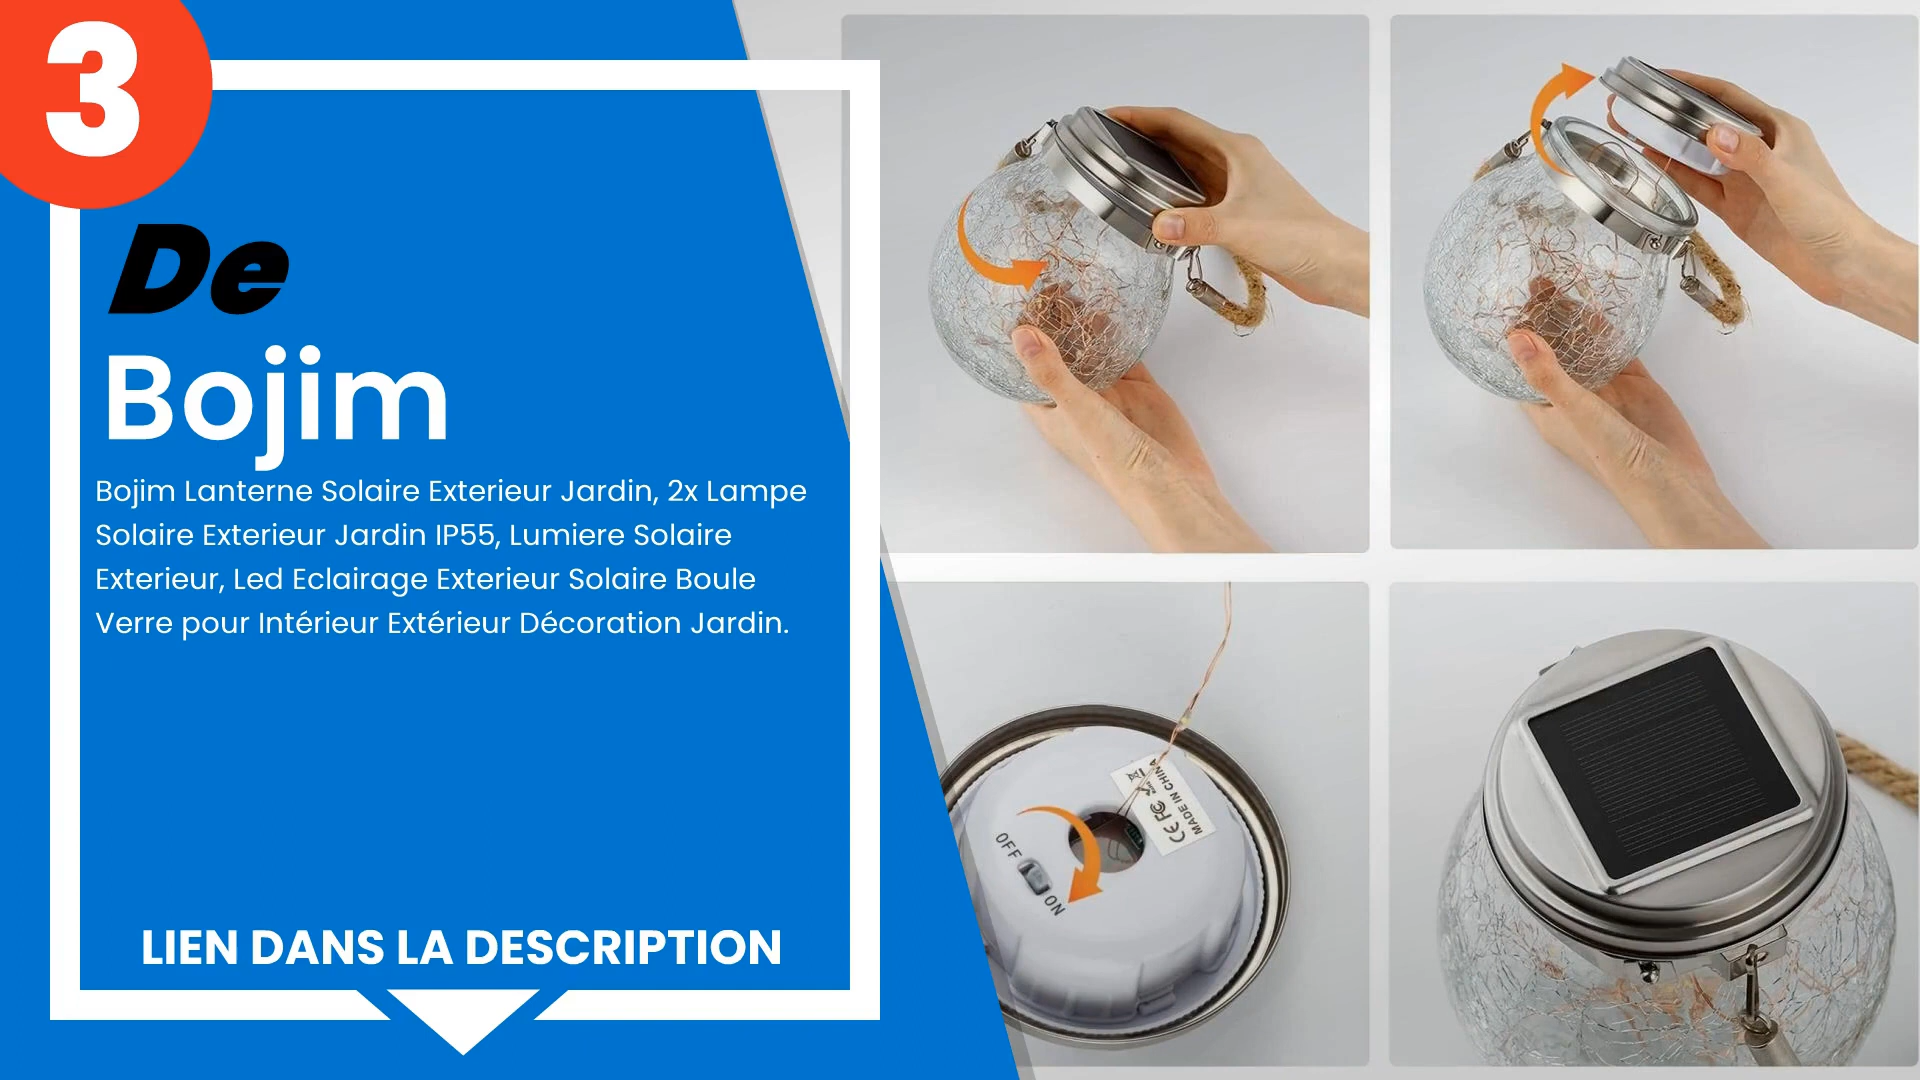 3
De
Bojim
Bojim Lanterne Solaire Exterieur Jardin, 2x Lampe
Solaire Exterieur Jardin IP55, Lumiere Solaire
Exterieur, Led Eclairage Exterieur Solaire Boule
Verre pour Intérieur Extérieur Décoration Jardin.
LIEN DANS LA DESCRIPTION
OFF
ON
CE FC
MADE IN CHINA